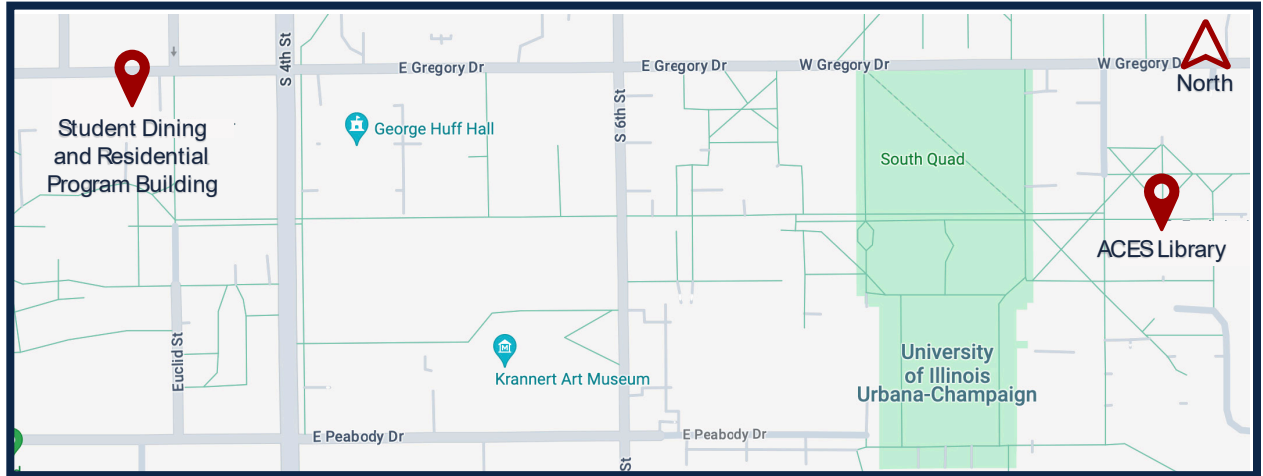 E Gregory Dr
E Gregory Dr
W Gregory Dr
W Gregory D
North
S 4th St
S 6th St
Student Dining
and Residential
Program Building
George Huff Hall
South Quad
ACES Library
Euclid St
Krannert Art Museum
M
University
of Illinois
Urbana-Champaign
E Peabody Dr
E Peabody Dr
St